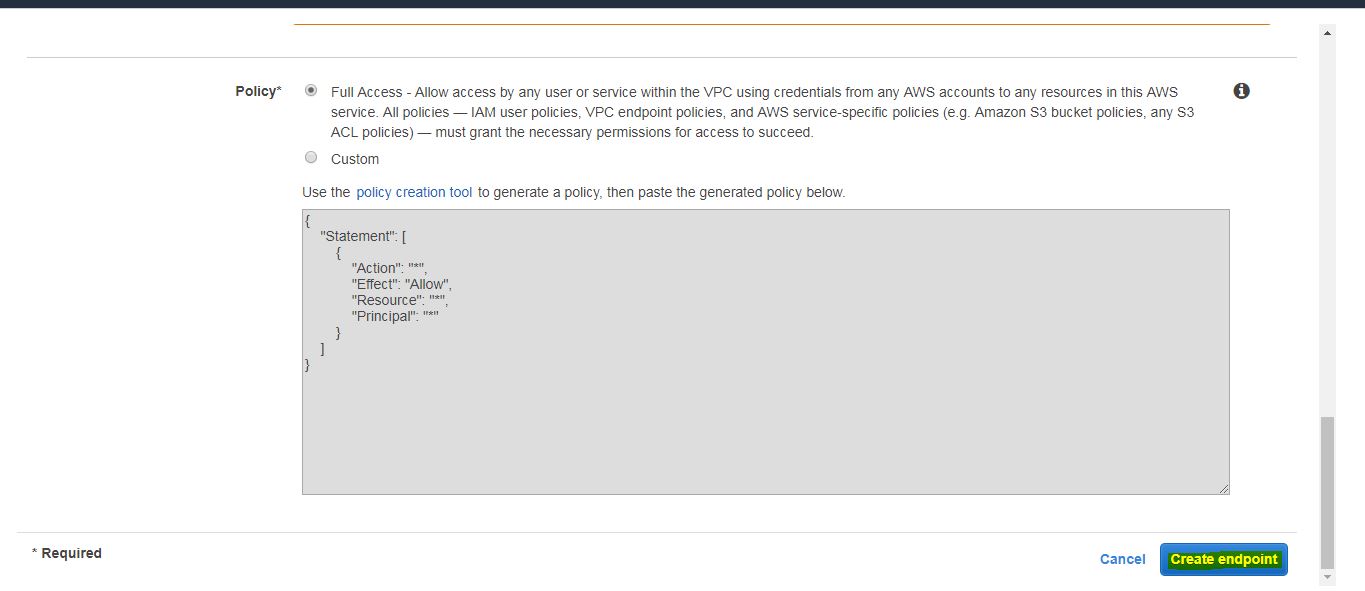 Policy*
Full Access - Allow access by any user or service within the VPC using credentials from any AWS accounts to any resources in this AWS
service. All policies — IAM user policies, VPC endpoint policies, and AWS service-specific policies (e.g. Amazon S3 bucket policies, any S3
ACL policies) — must grant the necessary permissions for access to succeed.
Custom
Use the policy creation tool to generate a policy, then paste the generated policy below.
{
"Statement": [
{
"Action": "*",
"Effect": "Allow",
"Resource": "*",
"Principal": "*"
}
]
}
* Required
Cancel
Create endpoint